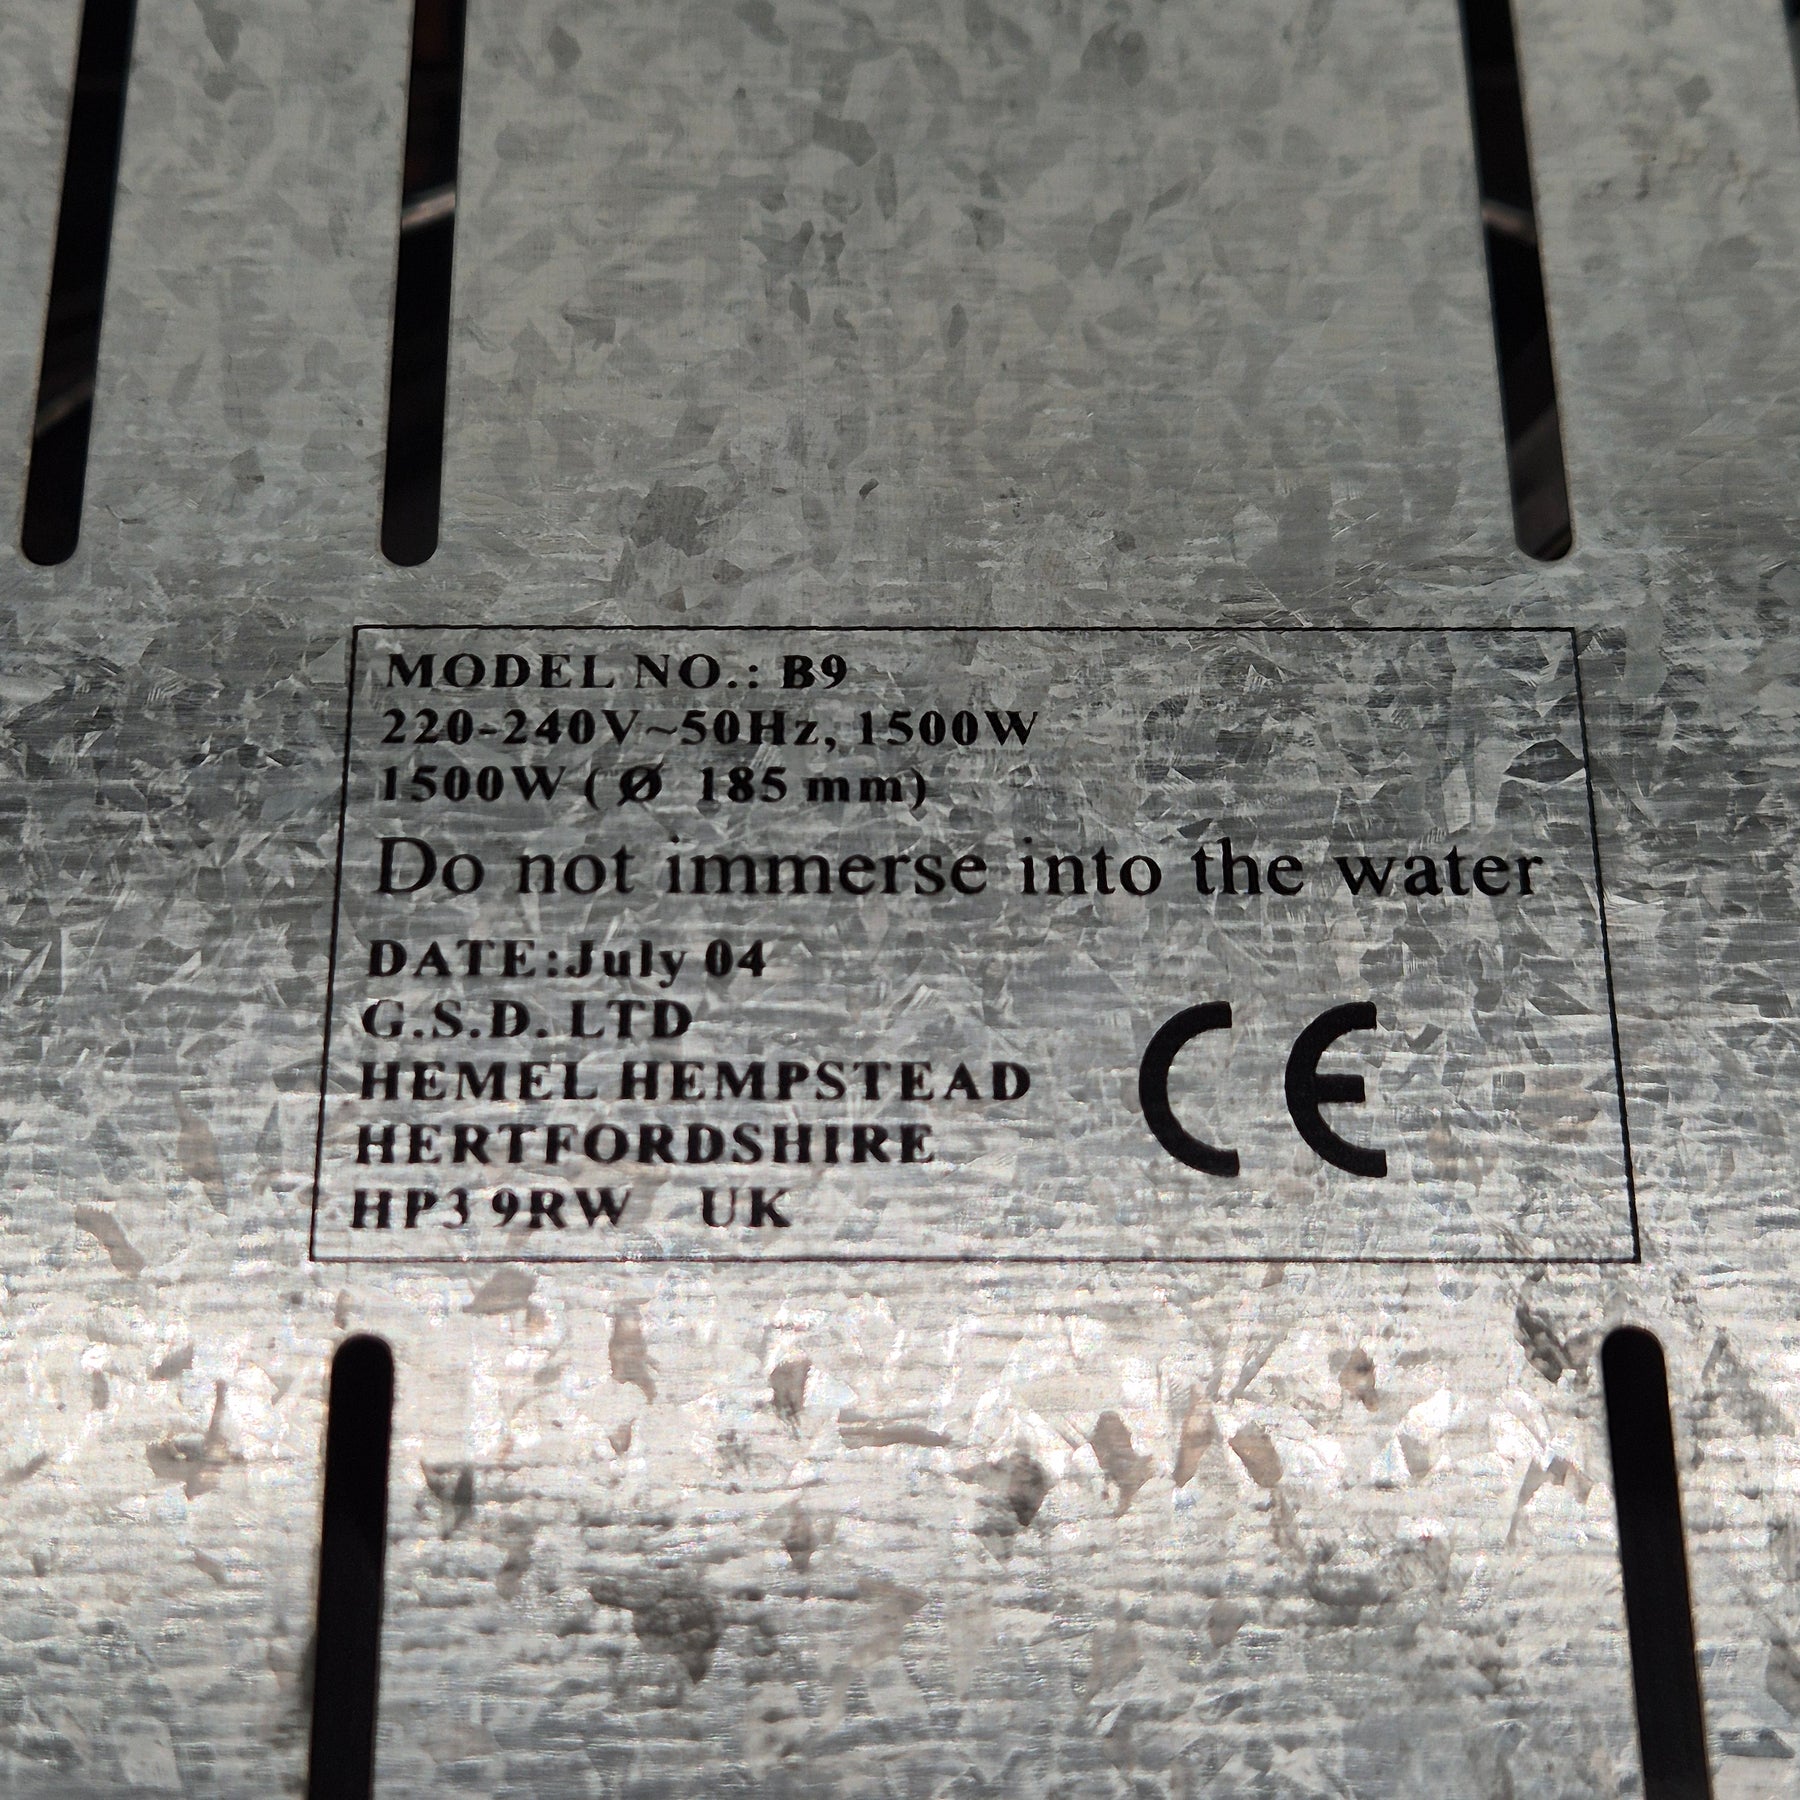 MODEL NO.: B9
220-240V~50Hz, 1500W
1500W ( Ø 185 mm)
Do not immerse into the water
DATE:July 04
G.S.D. LTD
HEMEL HEMPSTEAD
HERTFORDSHIRE
HP3 9RW UK
CE